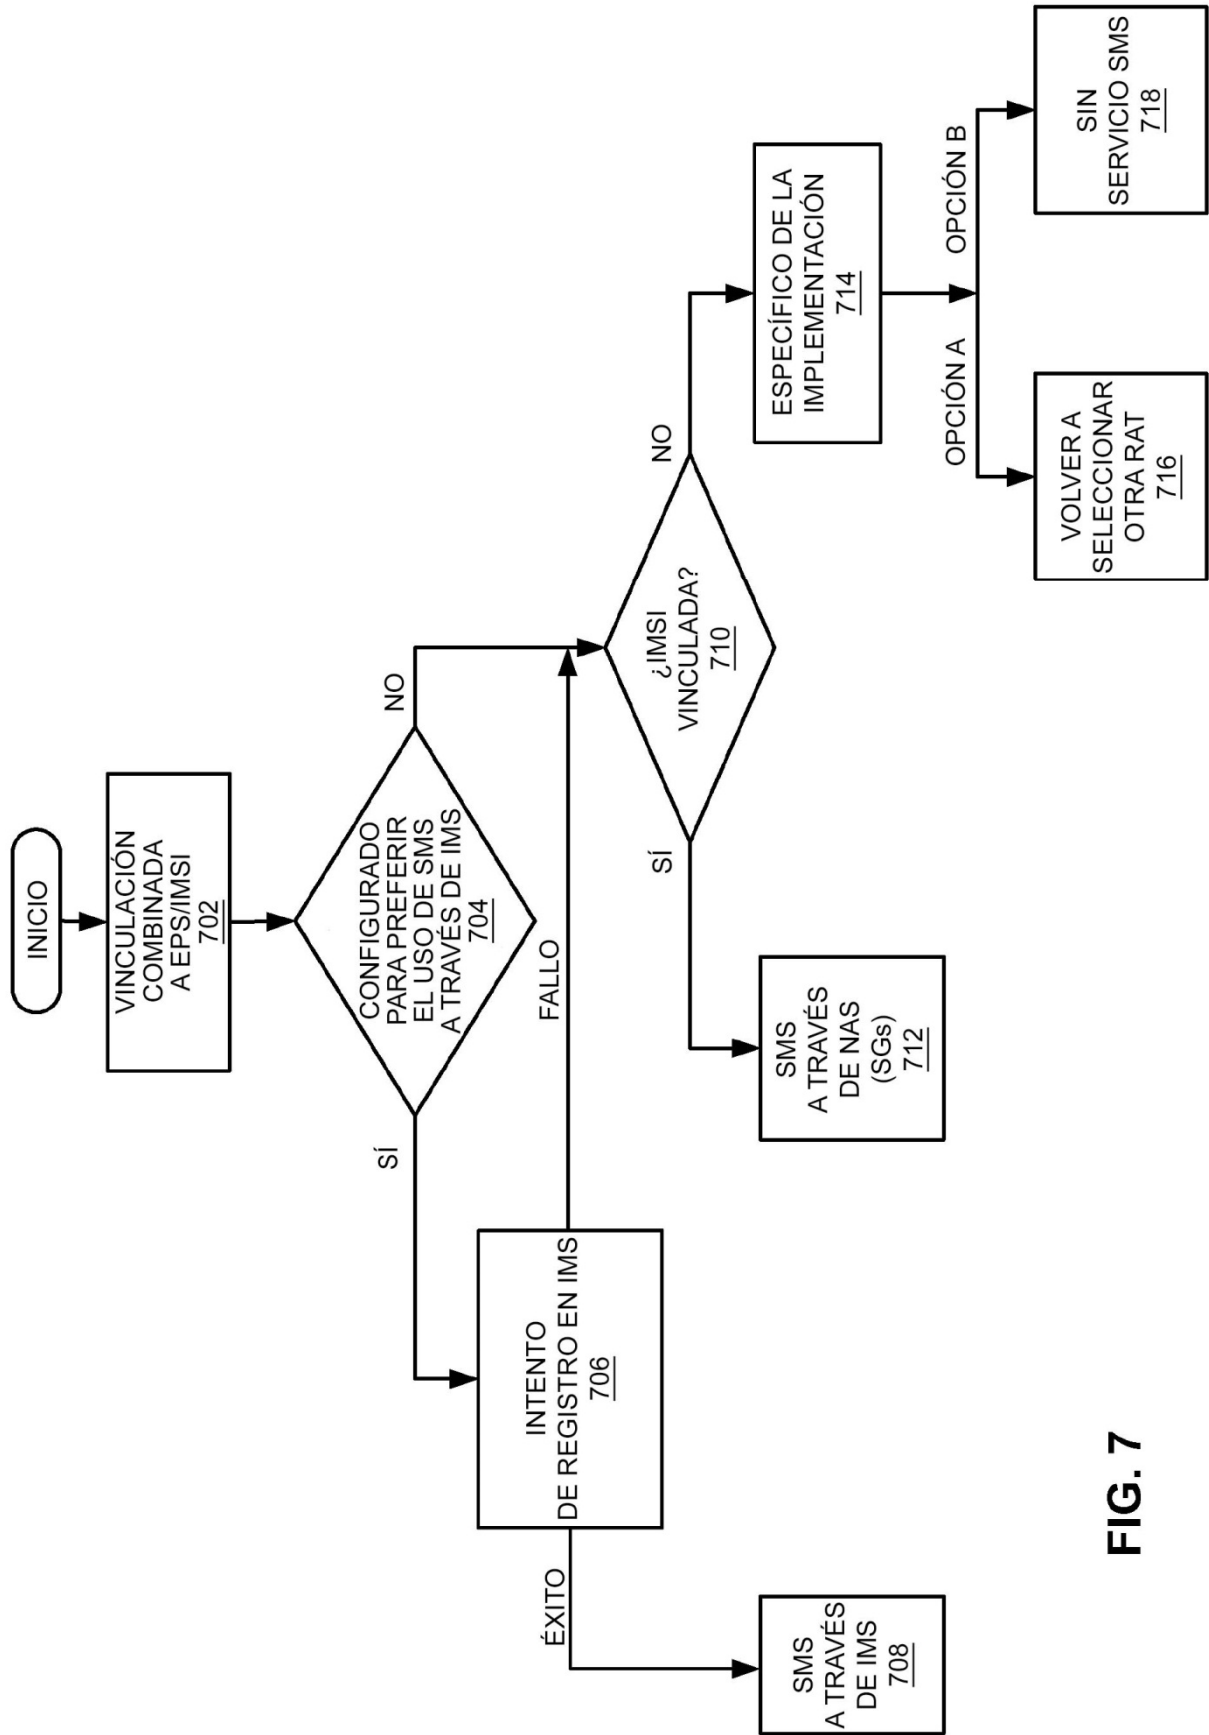 INICIO
VINCULACIÓN
COMBINADA
A EPS/IMSI
702
CONFIGURADO
PARA PREFERIR
EL USO DE SMS
A TRAVÉS DE IMS
704
SÍ
NO
INTENTO
DE REGISTRO EN IMS
706
FALLO
ÉXITO
SMS
A TRAVÉS
DE IMS
708
¿IMSI
VINCULADA?
710
SÍ
NO
SMS
A TRAVÉS
DE NAS
(SGs)
712
ESPECÍFICO DE LA
IMPLEMENTACIÓN
714
OPCIÓN A
OPCIÓN B
VOLVER A
SELECCIONAR
OTRA RAT
716
SIN
SERVICIO SMS
718
FIG. 7